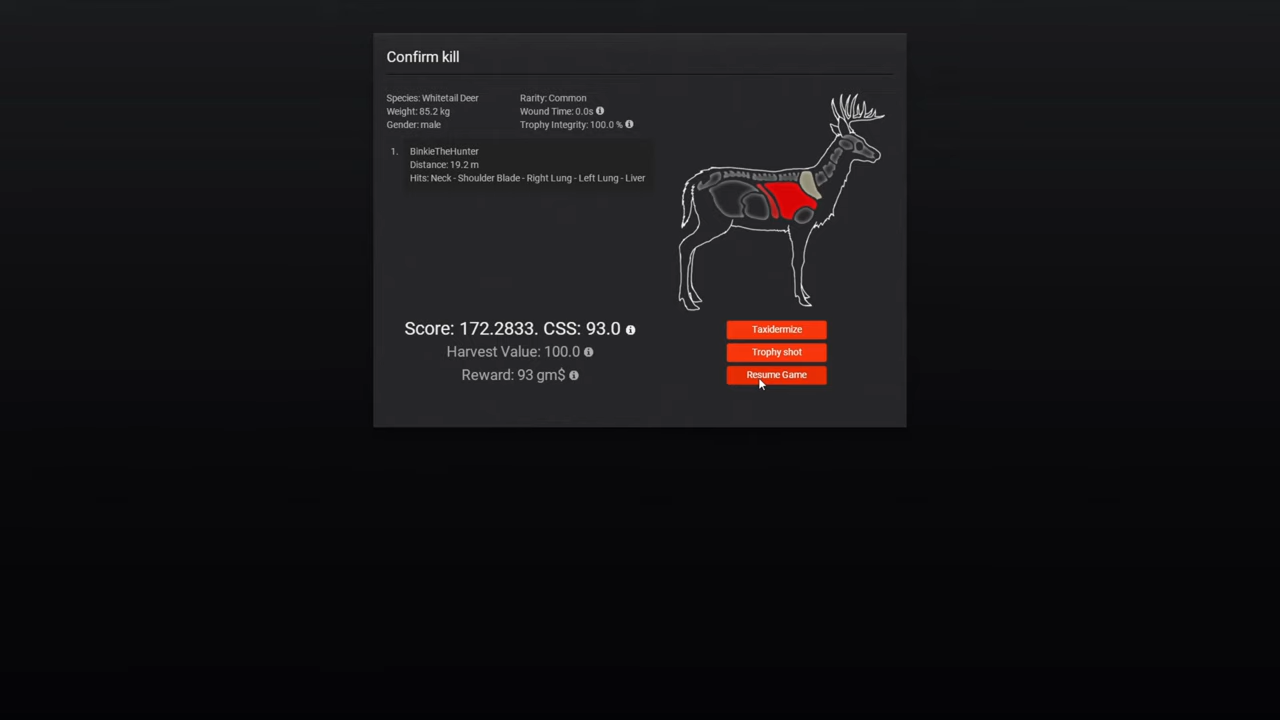 Confirm kill
Species: Whitetail Deer
Weight: 85.2 kg
Gender: male
Rarity: Common
Wound Time: 0.0s
Trophy Integrity: 100.0 %
1. BinkieTheHunter
Distance: 19.2 m
Hits: Neck - Shoulder Blade - Right Lung - Left Lung - Liver
Score: 172.2833. CSS: 93.0
Harvest Value: 100.0
Reward: 93 gm$
Taxidermize
Trophy shot
Resume Game